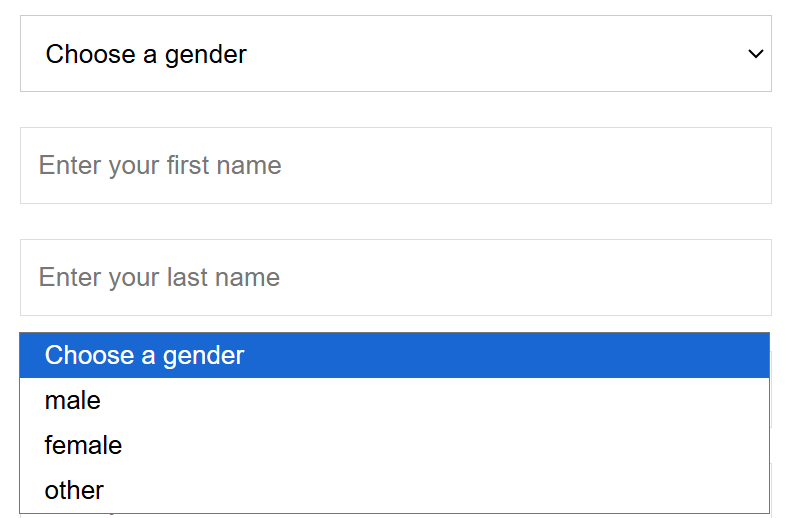 Choose a gender
Enter your first name
Enter your last name
Choose a gender
male
female
other